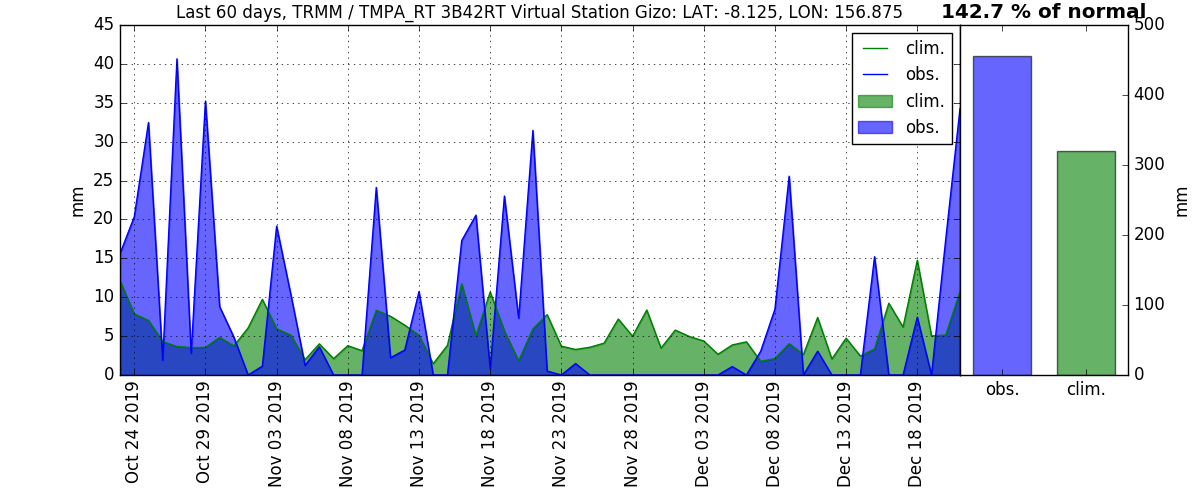 Last 60 days, TRMM / TMPA_RT 3B42RT Virtual Station Gizo: LAT: -8.125, LON: 156.875
142.7 % of normal
45
40
35
30
25
20
15
10
5
0
mm
clim.
obs.
clim.
obs.
Oct 24 2019
Oct 29 2019
Nov 03 2019
Nov 08 2019
Nov 13 2019
Nov 18 2019
Nov 23 2019
Nov 28 2019
Dec 03 2019
Dec 08 2019
Dec 13 2019
Dec 18 2019
500
400
300
200
100
0
mm
obs.
clim.